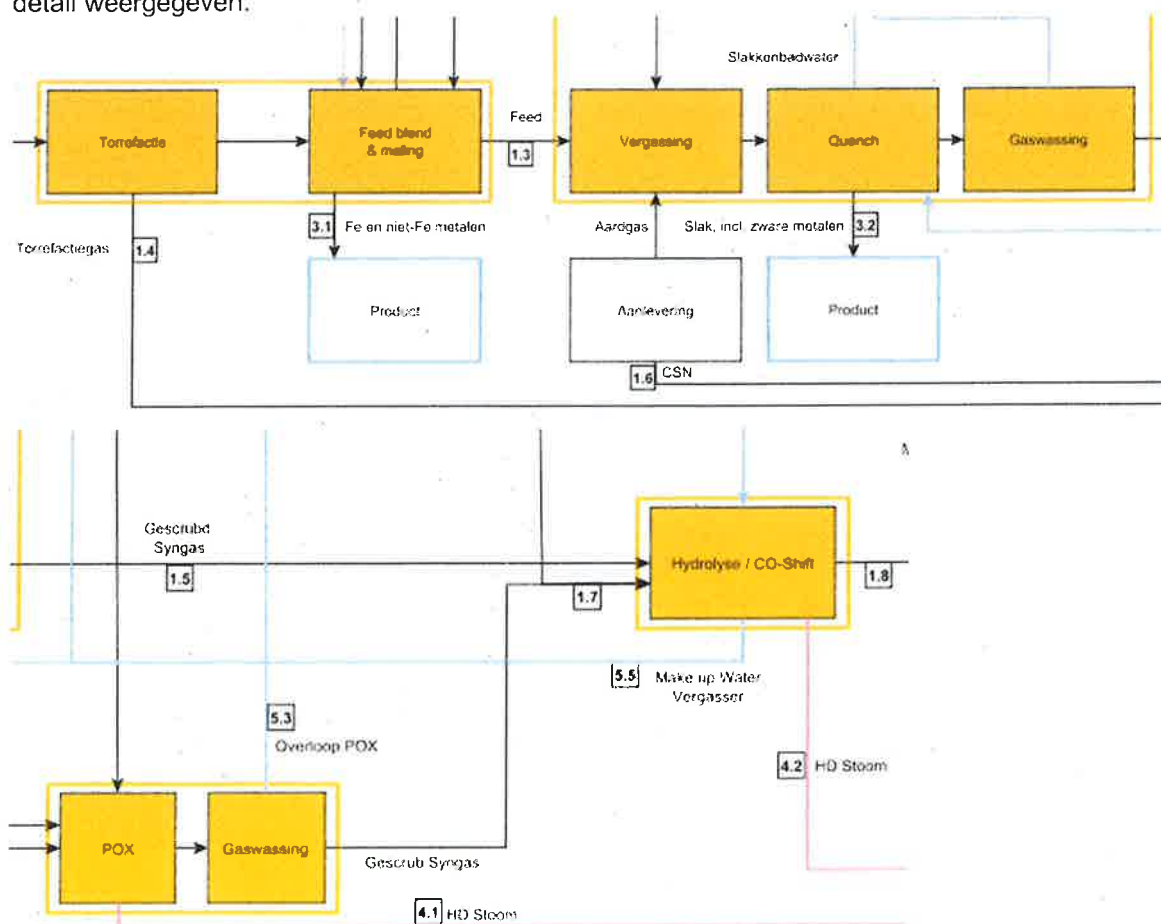 detail weergegeven.
Slakkenbadwater
Torrefactie
Feed blend
& maling
Feed
1.3
Vergassing
Quench
Gaswassing
Torrefactiegas
1.4
3.1
Fe en niet-Fe metalen
Aardgas
Slak, incl. zware metalen
3.2
Product
Aanlevering
Product
1.6
CSN
Gescrubd
Syngas
1.5
Hydrolyse / CO-Shift
1.7
1.8
5.5
Make up Water
Vergasser
5.3
Overloop POX
4.2
HD Stoom
POX
Gaswassing
Gescrub Syngas
4.1
HD Stoom